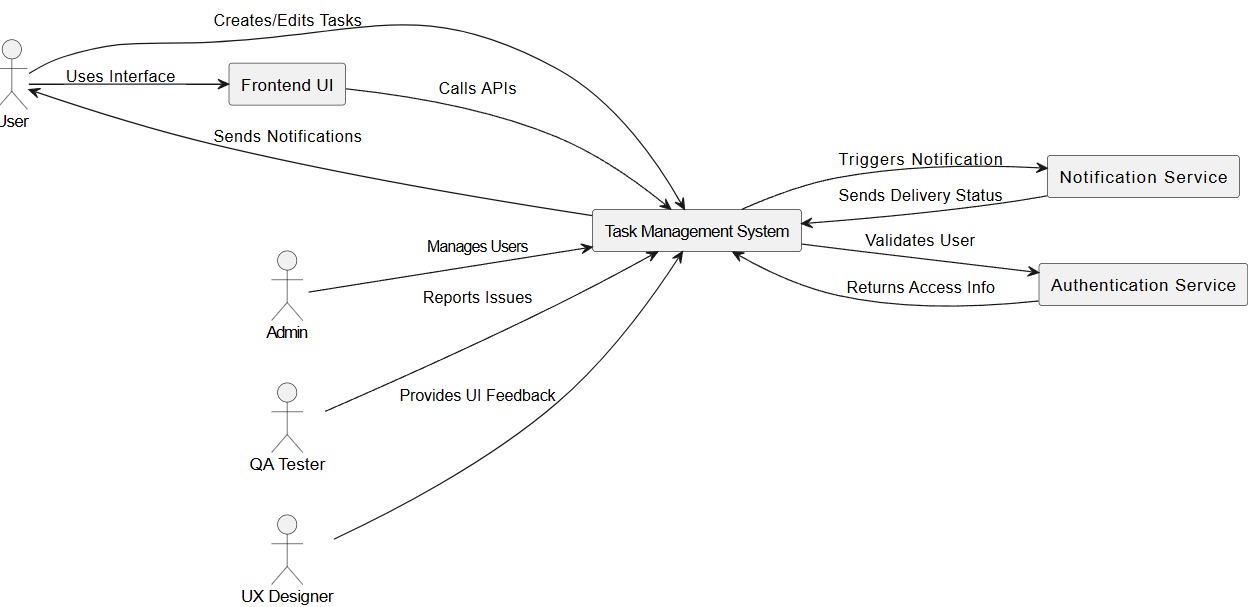 Creates/Edits Tasks
Uses Interface
Frontend UI
Calls APIs
User
Sends Notifications
Triggers Notification
Notification Service
Sends Delivery Status
Task Management System
Manages Users
Validates User
Reports Issues
Returns Access Info
Authentication Service
Admin
Provides UI Feedback
QA Tester
UX Designer